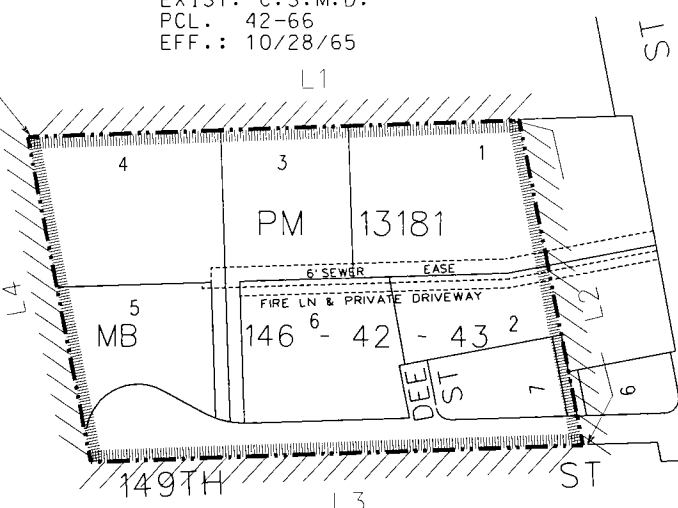 EXIST. C.S.M.D.
PCL. 42-66
EFF.: 10/28/65
ST
L1
4
3
1
PM 13181
6' SEWER EASE
FIRE LN & PRIVATE DRIVEWAY
L4
L2
5
6
2
MB 146 - 42 - 43
DEE ST
7
6
149TH ST
L3